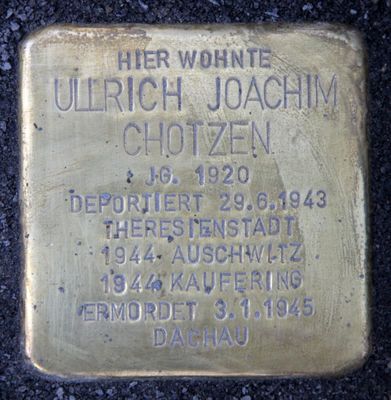 HIER WOHNTE
ULLRICH JOACHIM
CHOTZEN
JG. 1920
DEPORTIERT 29.6.1943
THERESIENSTADT
1944 AUSCHWITZ
1944 KAUFERING
ERMORDET 3.1.1945
DACHAU